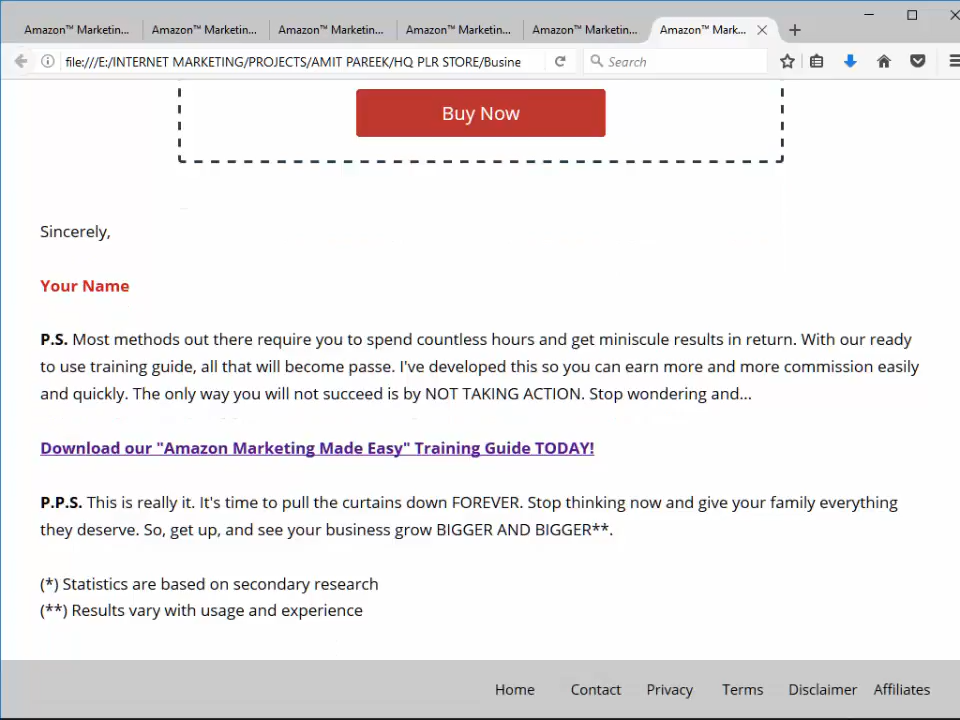 Amazon™ Marketin... Amazon™ Marketin... Amazon™ Marketin... Amazon™ Marketin... Amazon™ Marketin... Amazon™ Mark...
file:///E:/INTERNET MARKETING/PROJECTS/AMIT PAREEK/HQ PLR STORE/Busine Search
Buy Now
Sincerely,
Your Name
P.S. Most methods out there require you to spend countless hours and get miniscule results in return. With our ready
to use training guide, all that will become passe. I've developed this so you can earn more and more commission easily
and quickly. The only way you will not succeed is by NOT TAKING ACTION. Stop wondering and...
Download our "Amazon Marketing Made Easy" Training Guide TODAY!
P.P.S. This is really it. It's time to pull the curtains down FOREVER. Stop thinking now and give your family everything
they deserve. So, get up, and see your business grow BIGGER AND BIGGER**.
(*) Statistics are based on secondary research
(**) Results vary with usage and experience
Home Contact Privacy Terms Disclaimer Affiliates